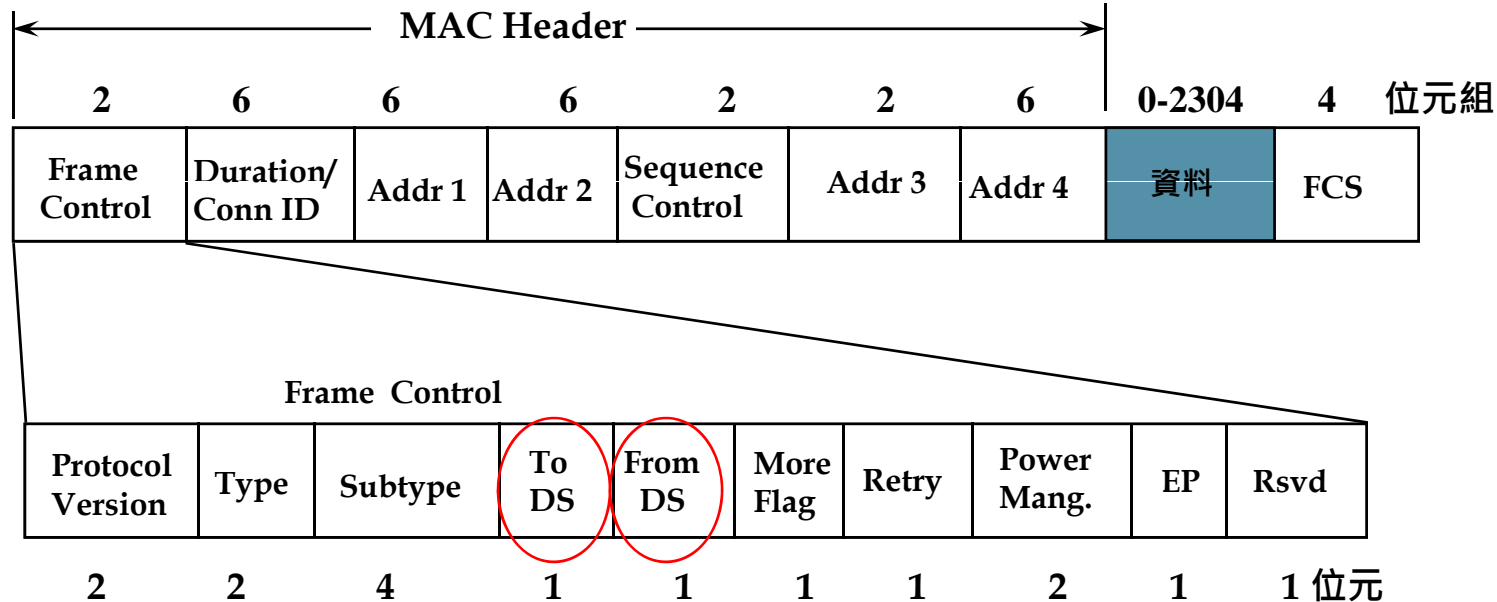 MAC Header
2 6 6 6 2 2 6 0-2304 4 位元組
Frame Control
Duration/ Conn ID
Addr 1
Addr 2
Sequence Control
Addr 3
Addr 4
資料
FCS
Frame Control
Protocol Version
Type
Subtype
To DS
From DS
More Flag
Retry
Power Mang.
EP
Rsvd
2 2 4 1 1 1 1 2 1 1 位元